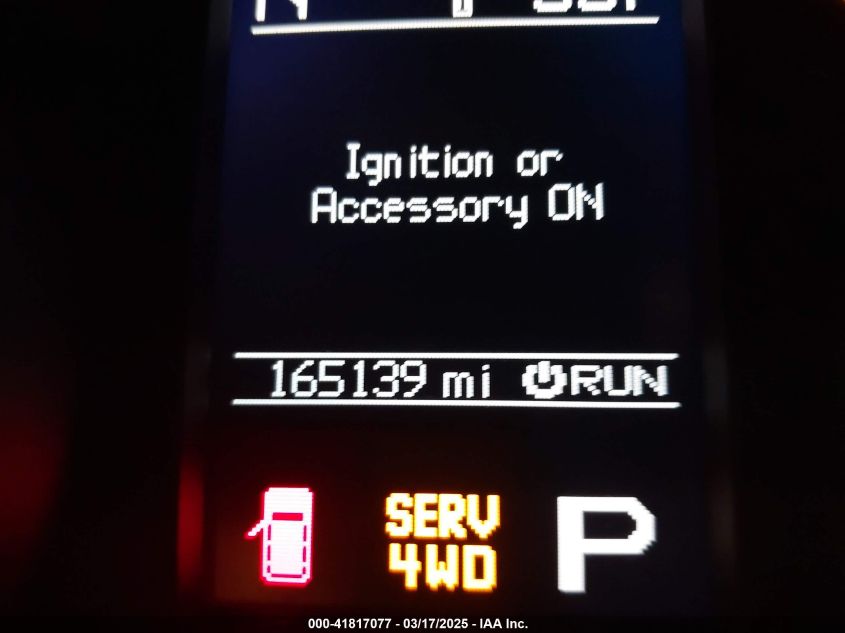 Ignition or
Accessory ON
165139 mi RUN
SERV
4WD
P
000-41817077 - 03/17/2025 - IAA Inc.